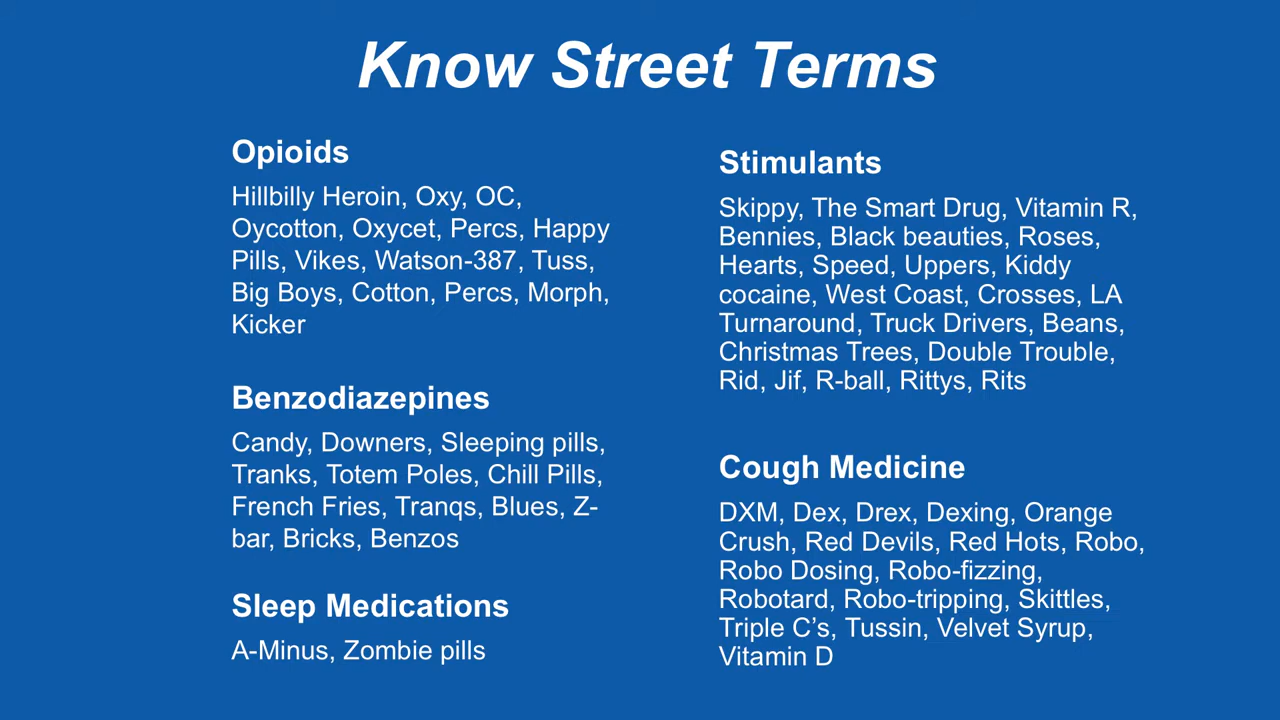 Know Street Terms
Opioids
Hillbilly Heroin, Oxy, OC,
Oycotton, Oxycet, Percs, Happy
Pills, Vikes, Watson-387, Tuss,
Big Boys, Cotton, Percs, Morph,
Kicker
Benzodiazepines
Candy, Downers, Sleeping pills,
Tranks, Totem Poles, Chill Pills,
French Fries, Tranqs, Blues, Z-
bar, Bricks, Benzos
Sleep Medications
A-Minus, Zombie pills
Stimulants
Skippy, The Smart Drug, Vitamin R,
Bennies, Black beauties, Roses,
Hearts, Speed, Uppers, Kiddy
cocaine, West Coast, Crosses, LA
Turnaround, Truck Drivers, Beans,
Christmas Trees, Double Trouble,
Rid, Jif, R-ball, Rittys, Rits
Cough Medicine
DXM, Dex, Drex, Dexing, Orange
Crush, Red Devils, Red Hots, Robo,
Robo Dosing, Robo-fizzing,
Robotard, Robo-tripping, Skittles,
Triple C’s, Tussin, Velvet Syrup,
Vitamin D